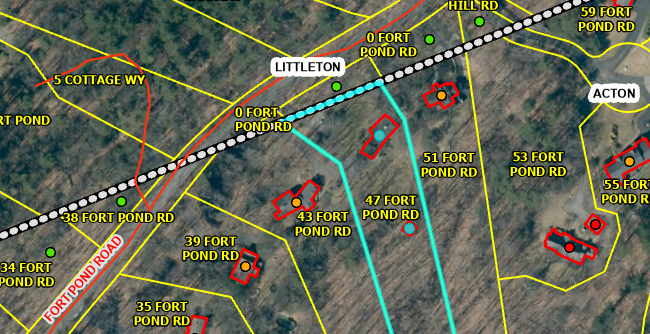 HILL RD
59 FORT
POND RD
0 FORT
POND RD
LITTLETON
5 COTTAGE WY
ACTON
RT POND
0 FORT
POND RD
51 FORT
POND RD
53 FORT
POND RD
55 FORT
POND R
47 FORT
POND RD
38 FORT POND RD
43 FORT
POND RD
39 FORT
POND RD
34 FORT
POND RD
FORT POND ROAD
35 FORT
POND RD